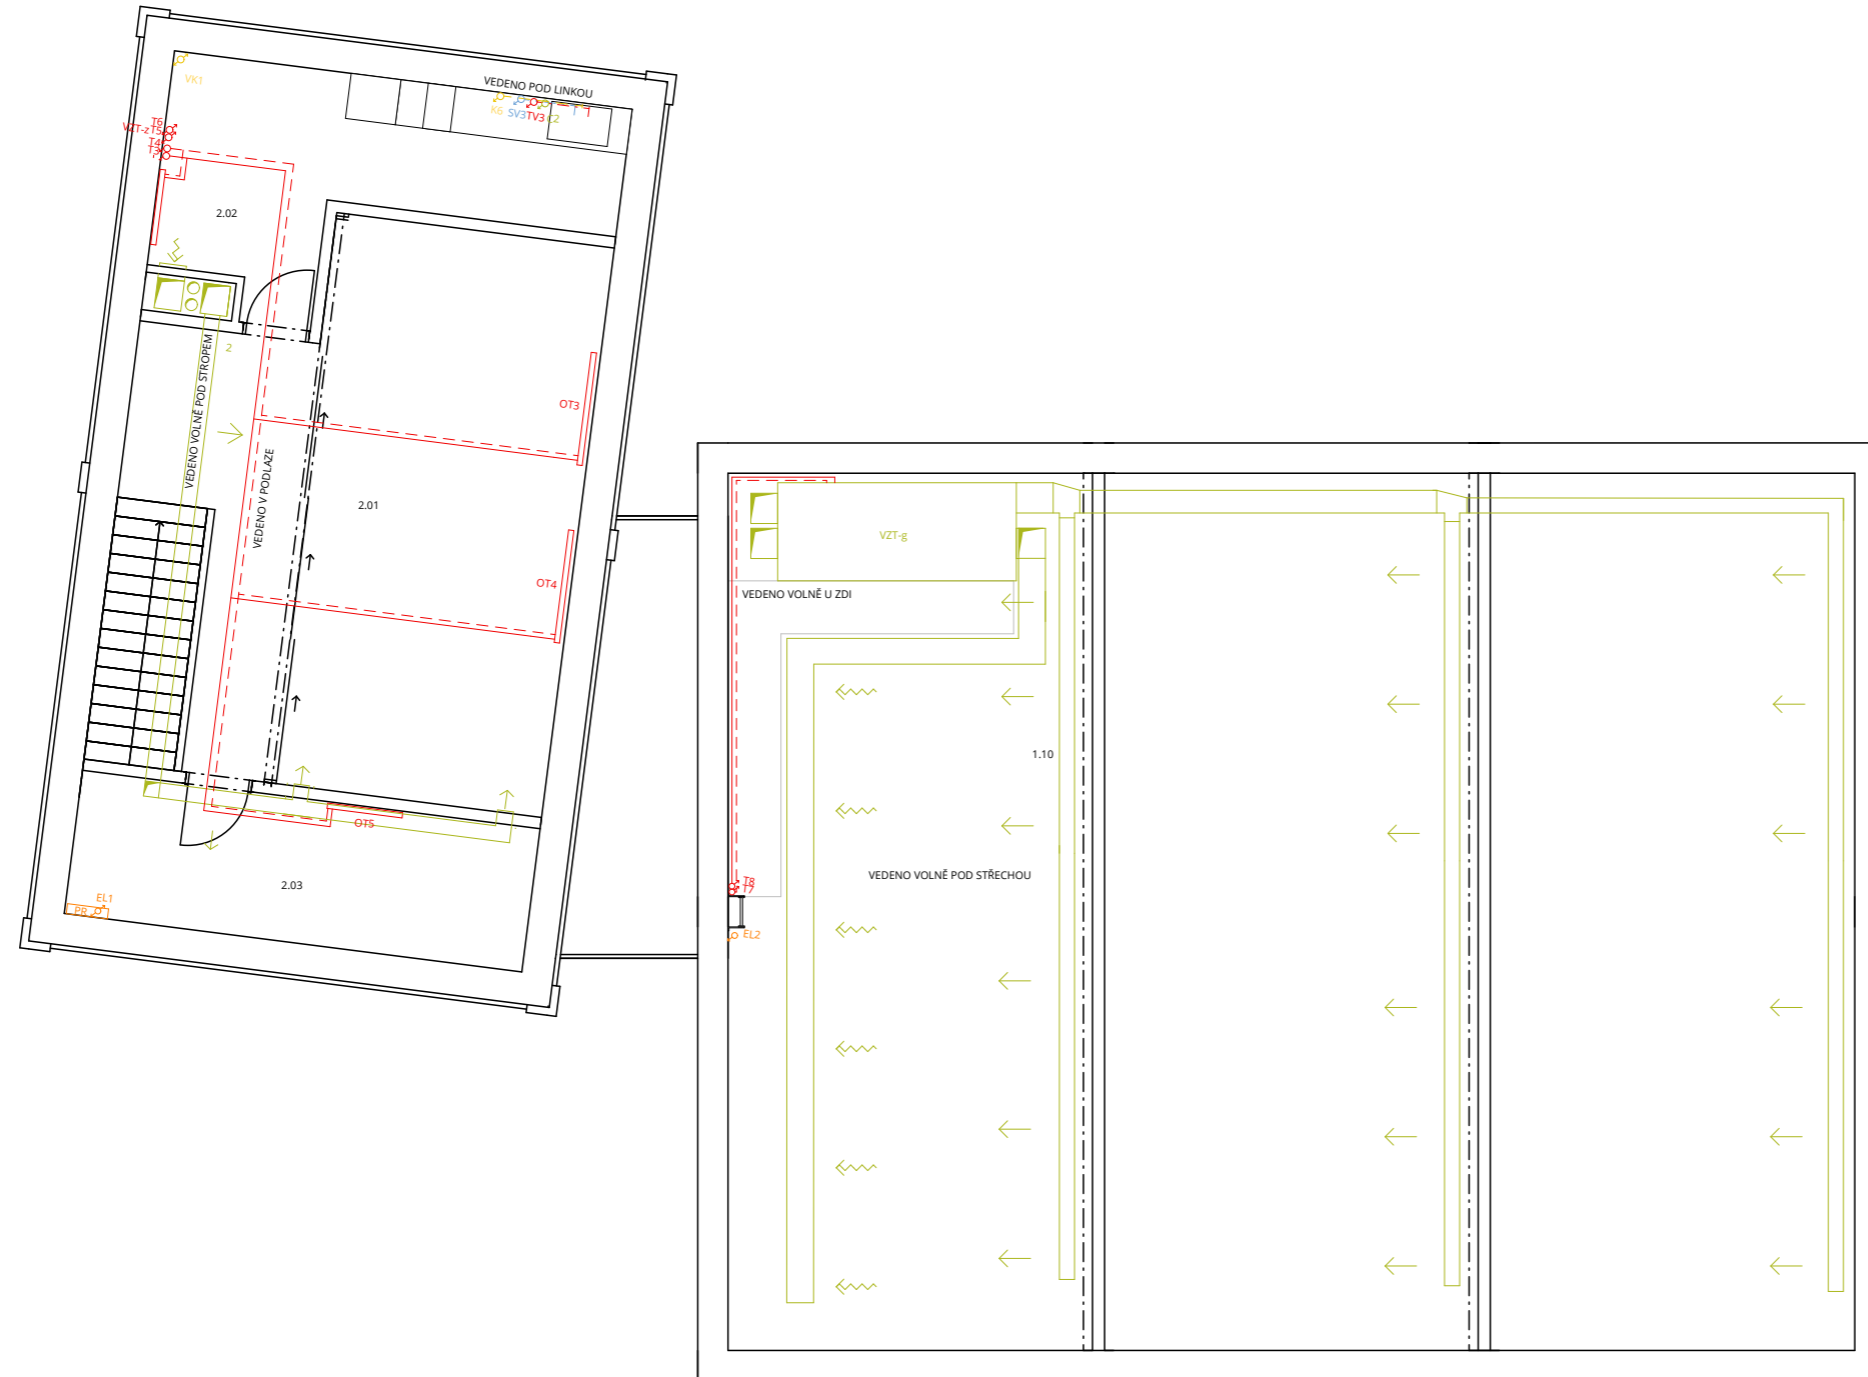 VEDENO POD LINKOU
VK1
K6
SV3
TV3
C2
T6
VZT-z
T5
T4
T3
2.02
2
VEDENO VOLNĚ POD STROPEM
VEDENO V PODLAZE
OT3
2.01
OT4
OT5
2.03
EL1
PR
VZT-g
VEDENO VOLNĚ U ZDI
1.10
VEDENO VOLNĚ POD STŘECHOU
T8
T7
EL2